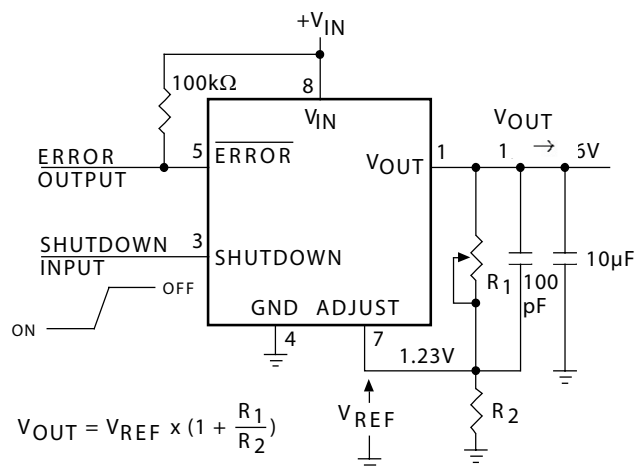 +VIN
100kΩ
8
VIN
ERROR
OUTPUT
5
ERROR
VOUT
1
VOUT
1 → 6V
SHUTDOWN
INPUT
3
SHUTDOWN
R1
100
pF
10µF
OFF
ON
GND
ADJUST
4
7
1.23V
VREF
R2
VOUT = VREF x (1 + R1/R2)